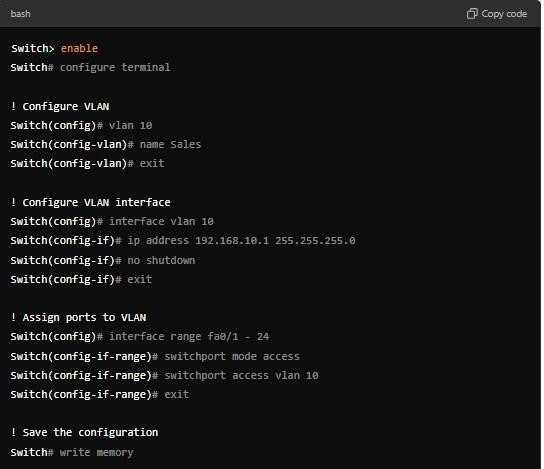 bash
Copy code
Switch> enable
Switch# configure terminal
! Configure VLAN
Switch(config)# vlan 10
Switch(config-vlan)# name Sales
Switch(config-vlan)# exit
! Configure VLAN interface
Switch(config)# interface vlan 10
Switch(config-if)# ip address 192.168.10.1 255.255.255.0
Switch(config-if)# no shutdown
Switch(config-if)# exit
! Assign ports to VLAN
Switch(config)# interface range fa0/1 - 24
Switch(config-if-range)# switchport mode access
Switch(config-if-range)# switchport access vlan 10
Switch(config-if-range)# exit
! Save the configuration
Switch# write memory